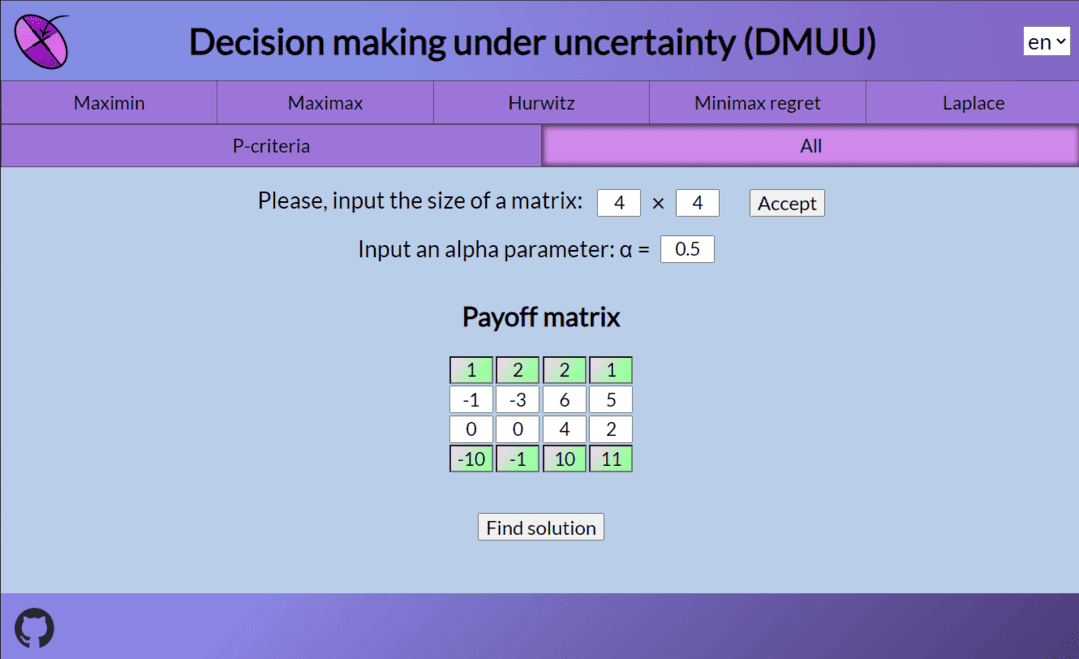 Decision making under uncertainty (DMUU)
en
Maximin Maximax Hurwitz Minimax regret Laplace
P-criteria All
Please, input the size of a matrix: 4 × 4 Accept
Input an alpha parameter: α = 0.5
Payoff matrix
1 2 2 1
-1 -3 6 5
0 0 4 2
-10 -1 10 11
Find solution